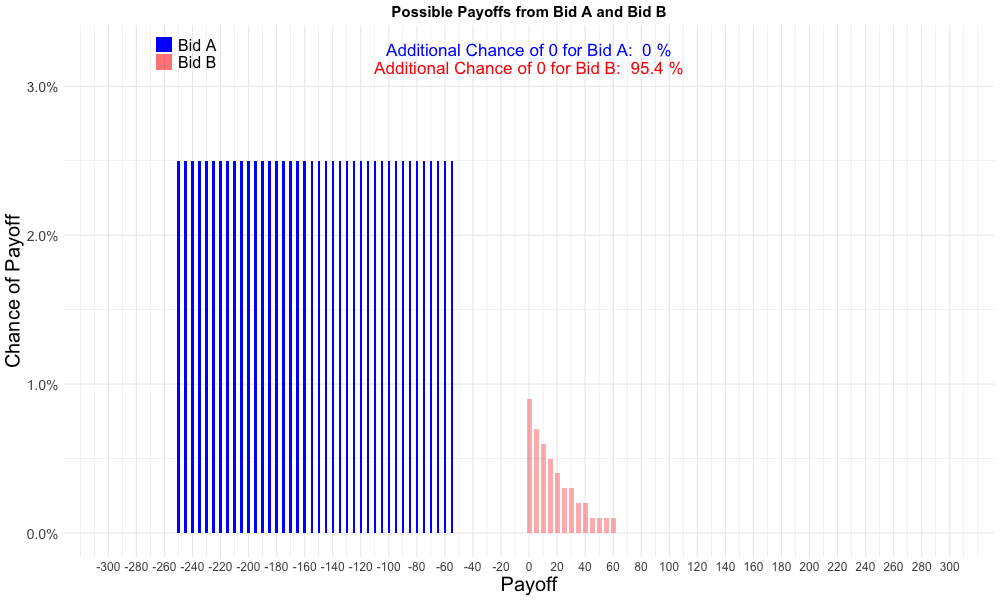 Possible Payoffs from Bid A and Bid B
Bid A
Bid B
Additional Chance of 0 for Bid A:  0 %
Additional Chance of 0 for Bid B:  95.4 %
3.0%
2.0%
1.0%
0.0%
Chance of Payoff
-300 -280 -260 -240 -220 -200 -180 -160 -140 -120 -100 -80 -60 -40 -20 0 20 40 60 80 100 120 140 160 180 200 220 240 260 280 300
Payoff